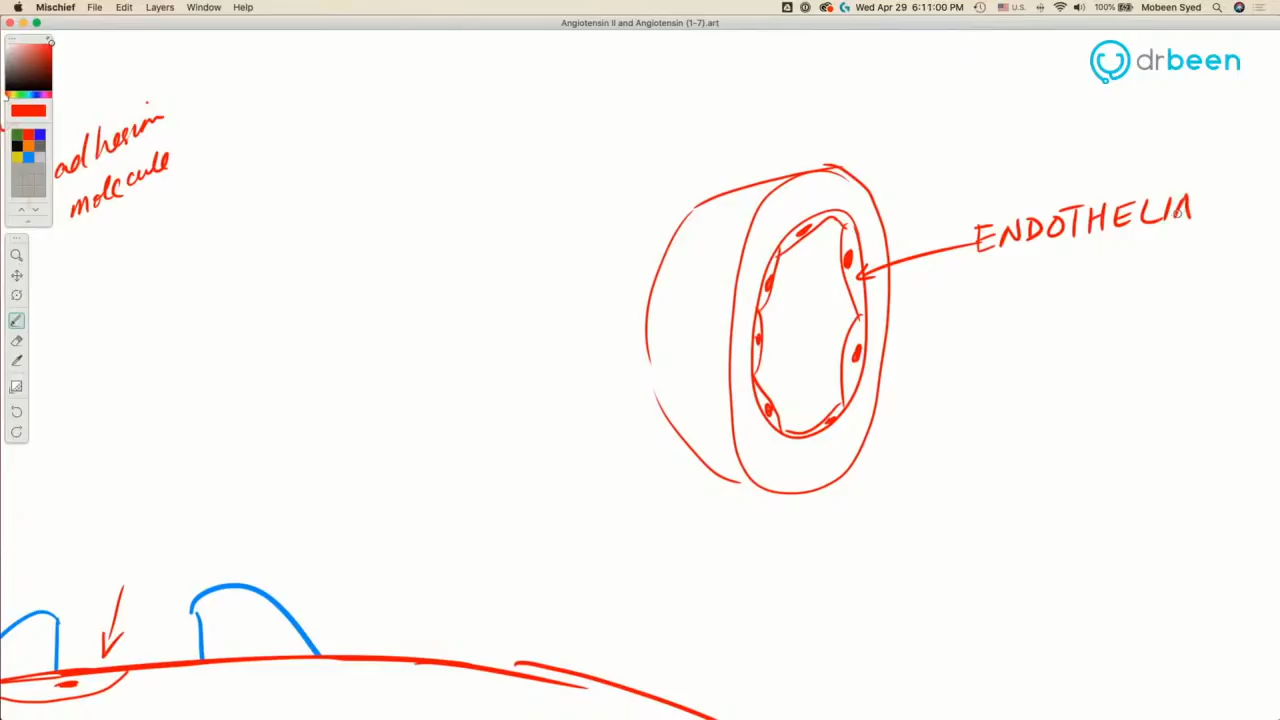 Mischief File Edit Layers Window Help U.S. 100% Wed Apr 29 6:11:00 PM Mobeen Syed
Angiotensin II and Angiotensin (1-7).art
drbeen
adhesion
molecule
ENDOTHELIA